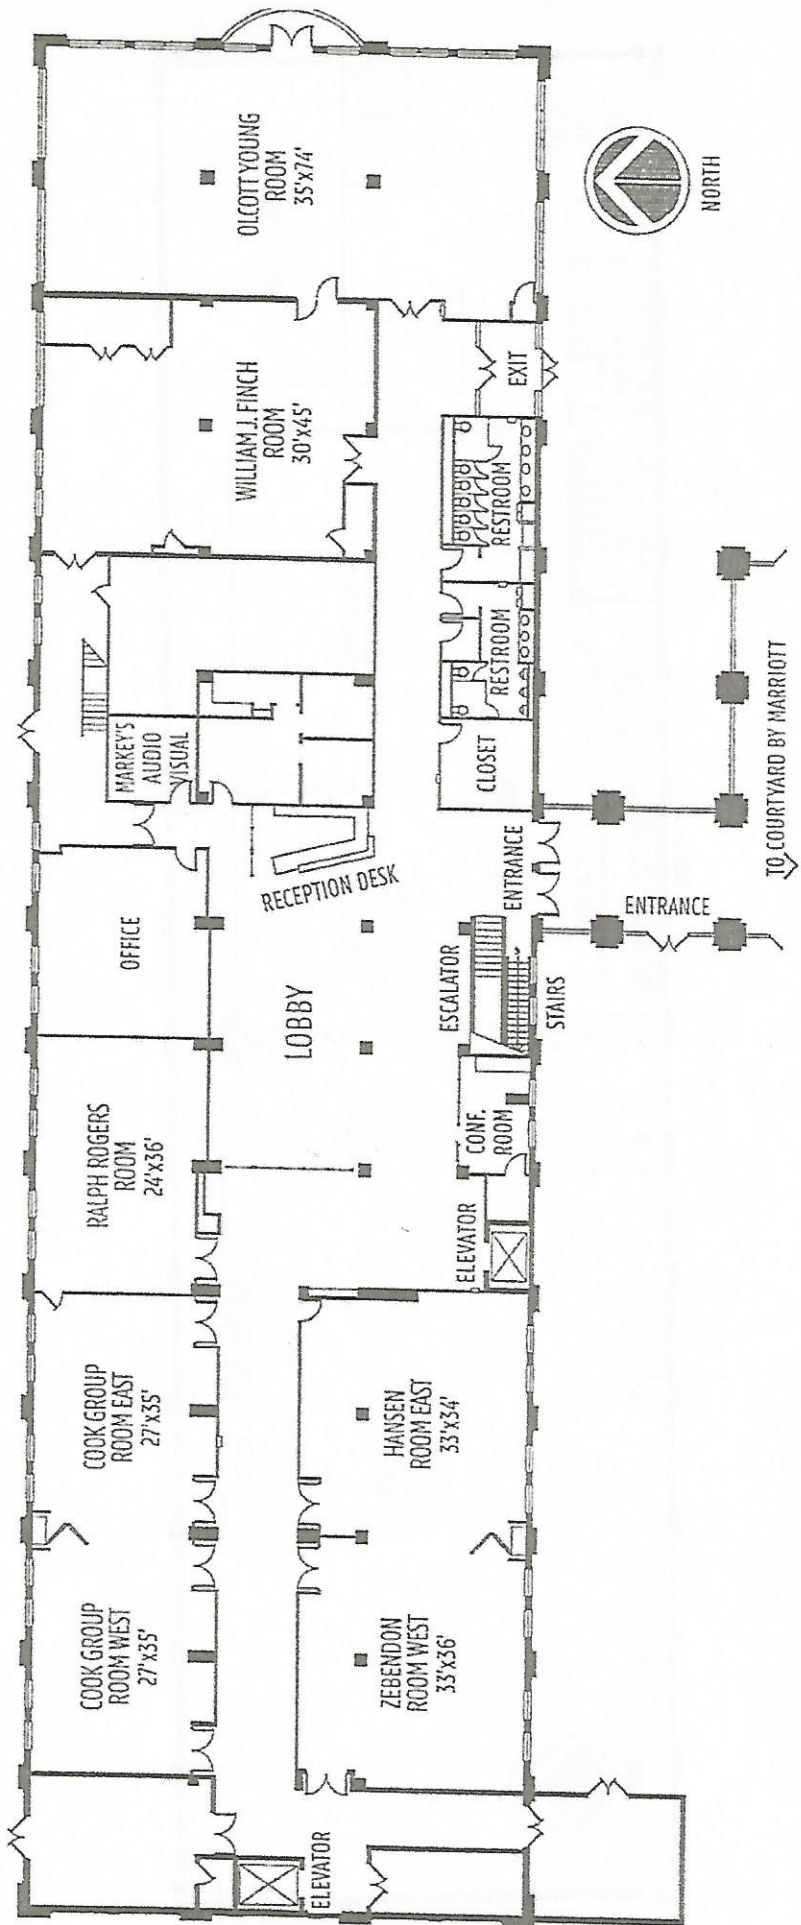 OLCOTT YOUNG
ROOM
35'x74'
NORTH
WILLIAM J. FINCH
ROOM
30'x45'
EXIT
RESTROOM
RESTROOM
MARKEY'S
AUDIO
VISUAL
CLOSET
TO COURTYARD BY MARRIOTT
RECEPTION DESK
ENTRANCE
ENTRANCE
OFFICE
LOBBY
ESCALATOR
STAIRS
RALPH ROGERS
ROOM
24'x36'
CONF.
ROOM
ELEVATOR
COOK GROUP
ROOM EAST
27'x35'
HANSEN
ROOM EAST
33'x34'
COOK GROUP
ROOM WEST
27'x35'
ZEBENDON
ROOM WEST
33'x36'
ELEVATOR